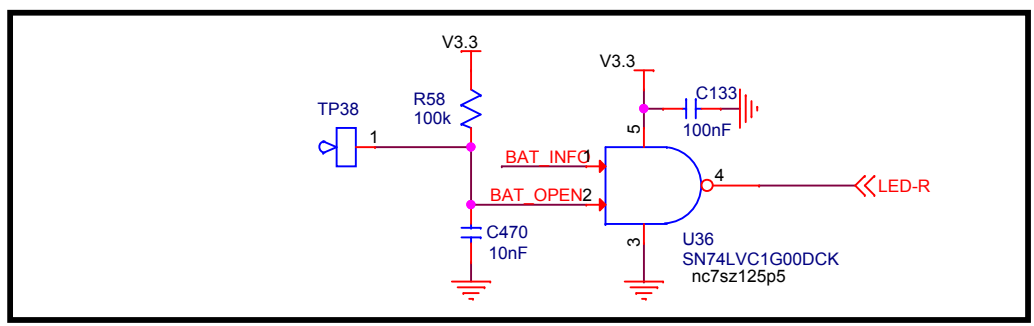 V3.3
V3.3
TP38
R58
100k
C133
100nF
1
5
BAT_INFO
1
4
LED-R
BAT_OPEN
2
C470
10nF
3
U36
SN74LVC1G00DCK
nc7sz125p5